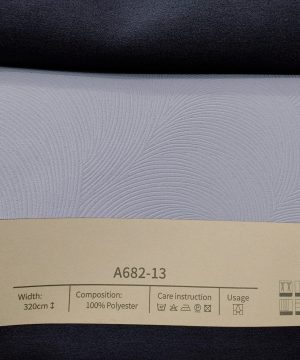 A682-13
Width:
320cm↕
Composition:
100% Polyester
Care instruction
Usage